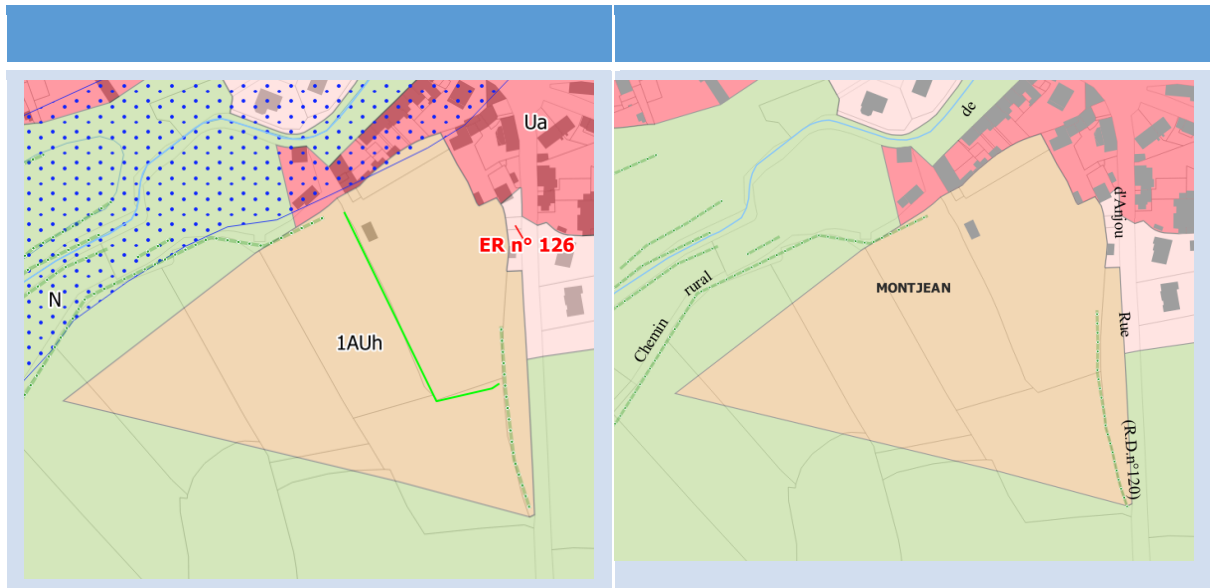 Ua
ER n° 126
N
1AUh
de
d'Anjou
rural
MONTJEAN
Chemin
Rue
(R.D.n°120)